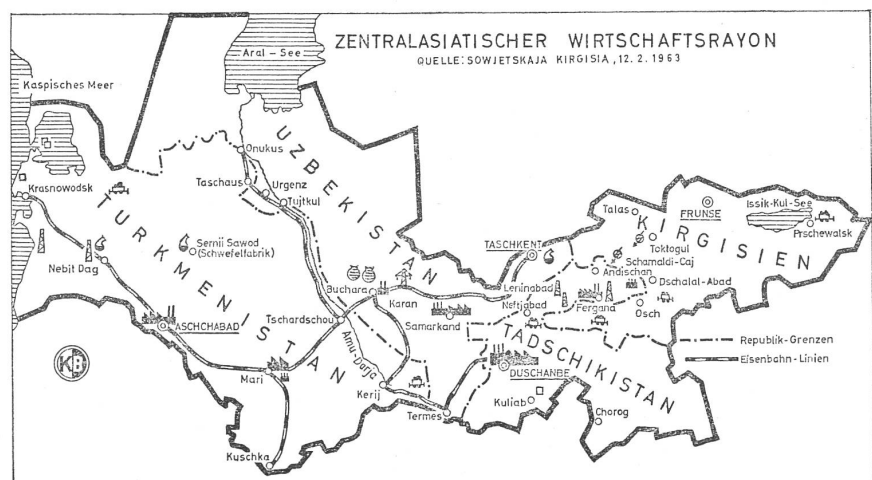 ZENTRALASIATISCHER WIRTSCHAFTSRAYON
QUELLE: SOWJETSKAJA KIRGISIA, 12.2.1963
Aral-See
Kaspisches Meer
UZBEKISTAN
Onukus
Taschaus
Urgenz
Tujtkul
Krasnowodsk
TURKMENISTAN
Sernii Sawod
(Schwefelfabrik)
Nebit Dag
TASCHKENT
Talas
FRUNSE
Issik-Kul-See
Prschewalsk
KIRGISIEN
Toktogul
Schamaldi-Caj
Andischan
Dschalal-Abad
Buchara
Karan
Leninabad
Neftjabad
Fergana
Osch
Samarkand
Tschardschou
ASCHCHABAD
Amu-Darja
TADSCHIKISTAN
Republik-Grenzen
Eisenbahn-Linien
KB
Mari
Kerij
DUSCHANBE
Kuliab
Termes
Chorog
Kuschka